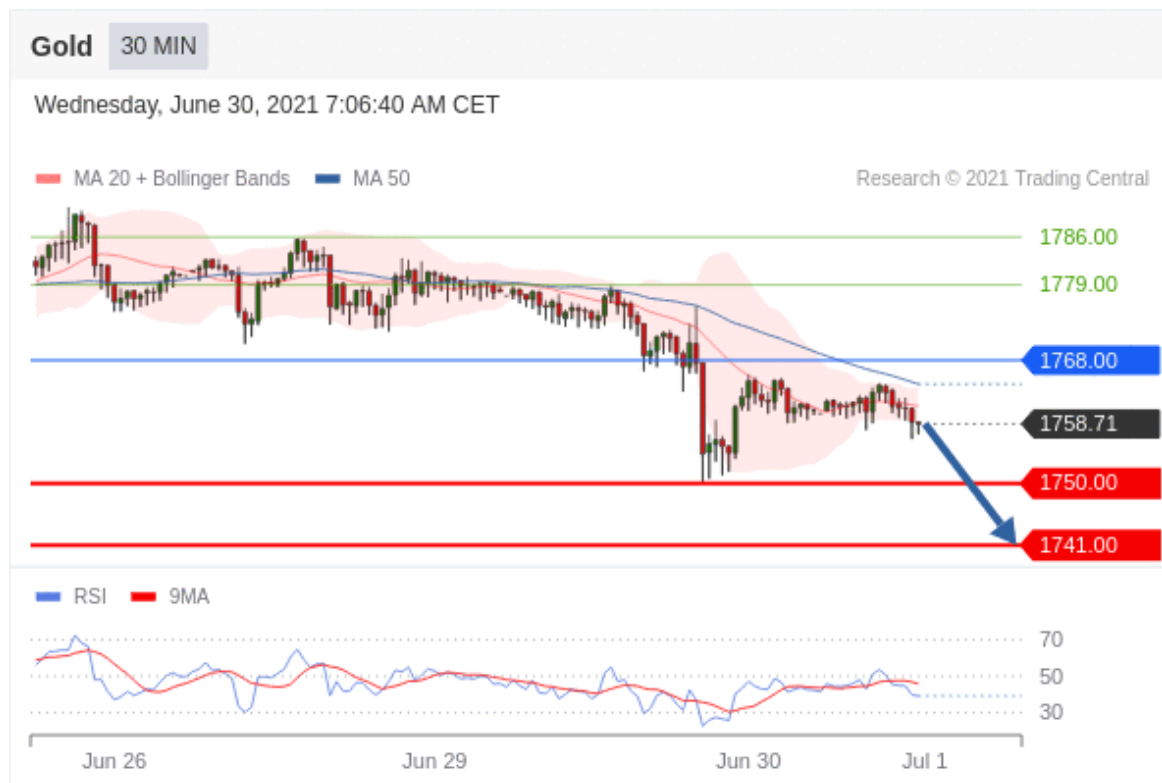 Gold 30 MIN
Wednesday, June 30, 2021 7:06:40 AM CET
MA 20 + Bollinger Bands MA 50 Research © 2021 Trading Central
1786.00
1779.00
1768.00
1758.71
1750.00
1741.00
RSI 9MA
70
50
30
Jun 26 Jun 29 Jun 30 Jul 1